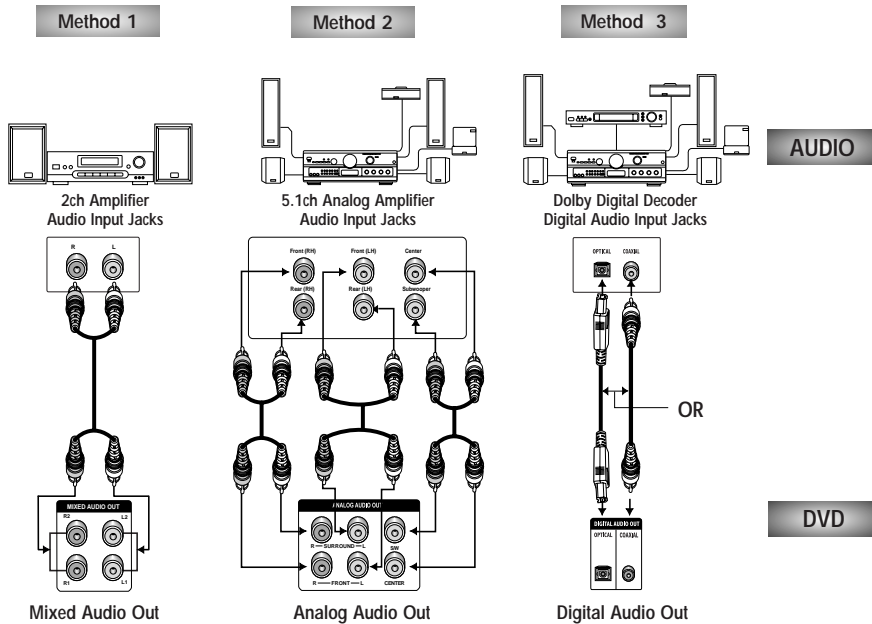 Method 1
Method 2
Method 3
AUDIO
2ch Amplifier
Audio Input Jacks
5.1ch Analog Amplifier
Audio Input Jacks
Dolby Digital Decoder
Digital Audio Input Jacks
R L
Front (RH) Front (LH) Center
Rear (RH) Rear (LH) Subwooper
OPTICAL COAXIAL
OR
DVD
MIXED AUDIO OUT
R2 L2
R1 L1
ANALOG AUDIO OUT
R SURROUND L SW
R FRONT L CENTER
DIGITAL AUDIO OUT
OPTICAL COAXIAL
Mixed Audio Out
Analog Audio Out
Digital Audio Out